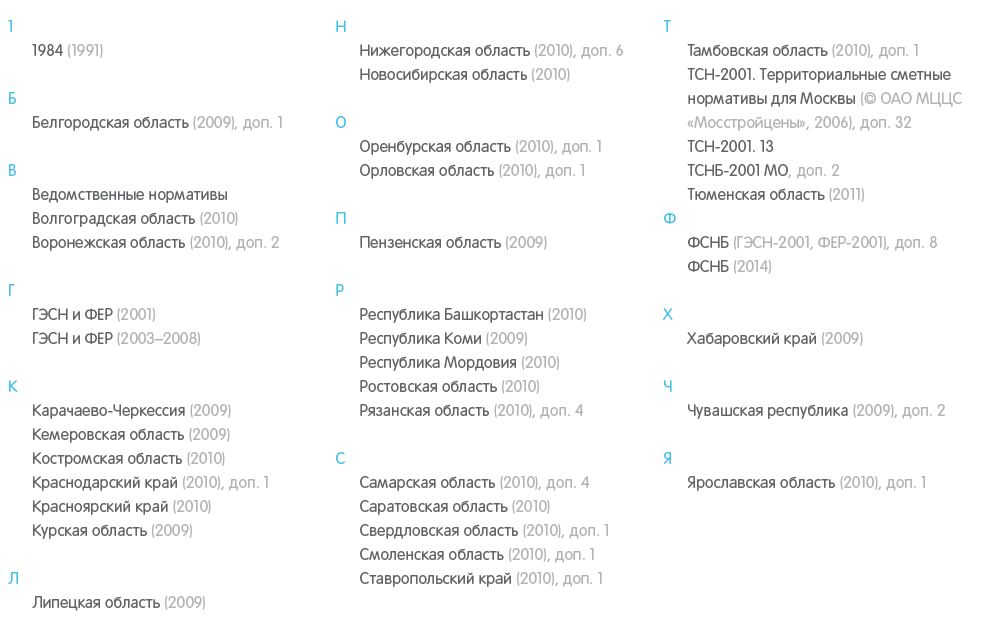 1
1984 (1991)
Б
Белгородская область (2009), доп. 1
В
Ведомственные нормативы
Волгоградская область (2010)
Воронежская область (2010), доп. 2
Г
ГЭСН и ФЕР (2001)
ГЭСН и ФЕР (2003–2008)
К
Карачаево-Черкессия (2009)
Кемеровская область (2009)
Костромская область (2010)
Краснодарский край (2010), доп. 1
Красноярский край (2010)
Курская область (2009)
Л
Липецкая область (2009)
Н
Нижегородская область (2010), доп. 6
Новосибирская область (2010)
О
Оренбурская область (2010), доп. 1
Орловская область (2010), доп. 1
П
Пензенская область (2009)
Р
Республика Башкортастан (2010)
Республика Коми (2009)
Республика Мордовия (2010)
Ростовская область (2010)
Рязанская область (2010), доп. 4
С
Самарская область (2010), доп. 4
Саратовская область (2010)
Свердловская область (2010), доп. 1
Смоленская область (2010), доп. 1
Ставропольский край (2010), доп. 1
Т
Тамбовская область (2010), доп. 1
ТСН-2001. Территориальные сметные
нормативы для Москвы (© ОАО МЦЦС
«Мосстройцены», 2006), доп. 32
ТСН-2001. 13
ТСНБ-2001 МО, доп. 2
Тюменская область (2011)
Ф
ФСНБ (ГЭСН-2001, ФЕР-2001), доп. 8
ФСНБ (2014)
Х
Хабаровский край (2009)
Ч
Чувашская республика (2009), доп. 2
Я
Ярославская область (2010), доп. 1